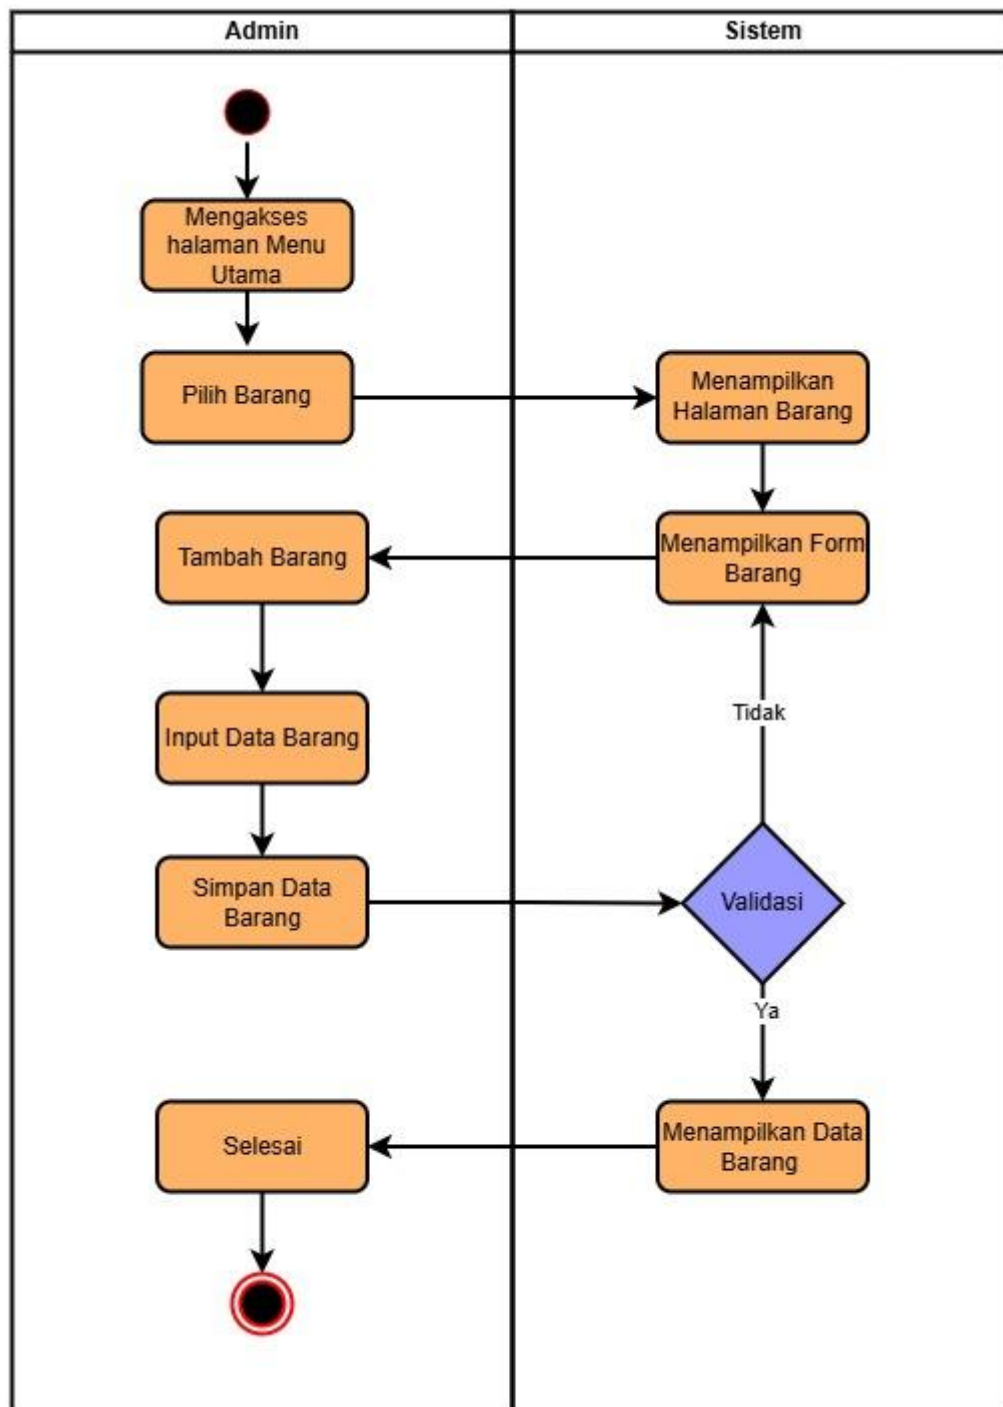 Admin
Sistem
Mengakses
halaman Menu
Utama
Pilih Barang
Menampilkan
Halaman Barang
Tambah Barang
Menampilkan Form
Barang
Input Data Barang
Tidak
Simpan Data
Barang
Validasi
Ya
Selesai
Menampilkan Data
Barang